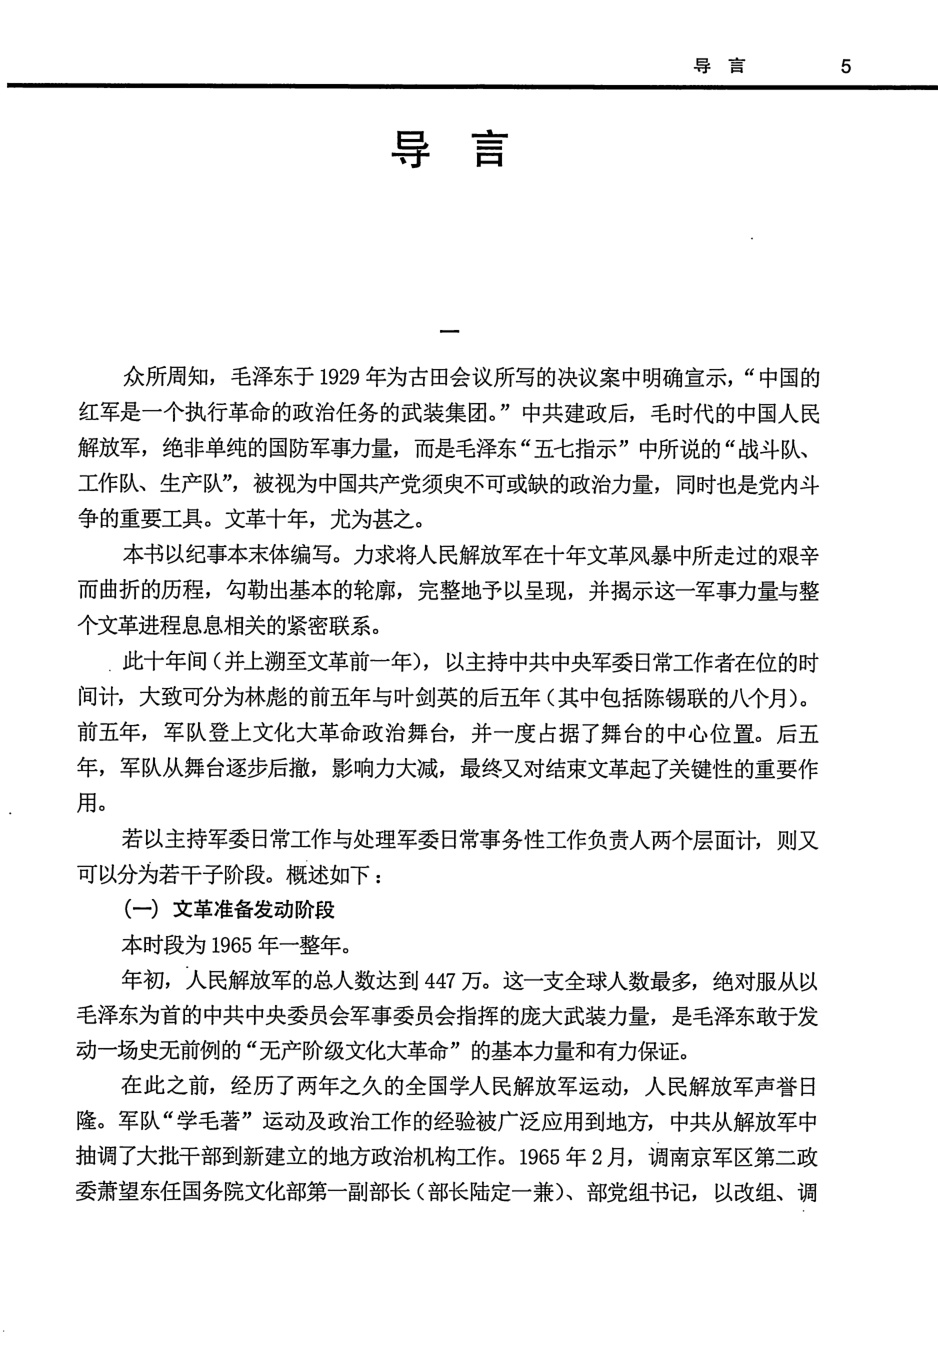 导言 5
导言
一
众所周知，毛泽东于 1929 年为古田会议所写的决议案中明确宣示，“中国的
红军是一个执行革命的政治任务的武装集团。”中共建政后，毛时代的中国人民
解放军，绝非单纯的国防军事力量，而是毛泽东“五七指示”中所说的“战斗队、
工作队、生产队”，被视为中国共产党须臾不可或缺的政治力量，同时也是党内斗
争的重要工具。文革十年，尤为甚之。
本书以纪事本末体编写。力求将人民解放军在十年文革风暴中所走过的艰辛
而曲折的历程，勾勒出基本的轮廓，完整地予以呈现，并揭示这一军事力量与整
个文革进程息息相关的紧密联系。
此十年间（并上溯至文革前一年），以主持中共中央军委日常工作者在位的时
间计，大致可分为林彪的前五年与叶剑英的后五年（其中包括陈锡联的八个月）。
前五年，军队登上文化大革命政治舞台，并一度占据了舞台的中心位置。后五
年，军队从舞台逐步后撤，影响力大减，最终又对结束文革起了关键性的重要作
用。
若以主持军委日常工作与处理军委日常事务性工作负责人两个层面计，则又
可以分为若干子阶段。概述如下：
（一）文革准备发动阶段
本时段为 1965 年一整年。
年初，人民解放军的总人数达到 447 万。这一支全球人数最多，绝对服从以
毛泽东为首的中共中央委员会军事委员会指挥的庞大武装力量，是毛泽东敢于发
动一场史无前例的“无产阶级文化大革命”的基本力量和有力保证。
在此之前，经历了两年之久的全国学人民解放军运动，人民解放军声誉日
隆。军队“学毛著”运动及政治工作的经验被广泛应用到地方，中共从解放军中
抽调了大批干部到新建立的地方政治机构工作。1965 年 2 月，调南京军区第二政
委萧望东任国务院文化部第一副部长（部长陆定一兼）、部党组书记，以改组、调